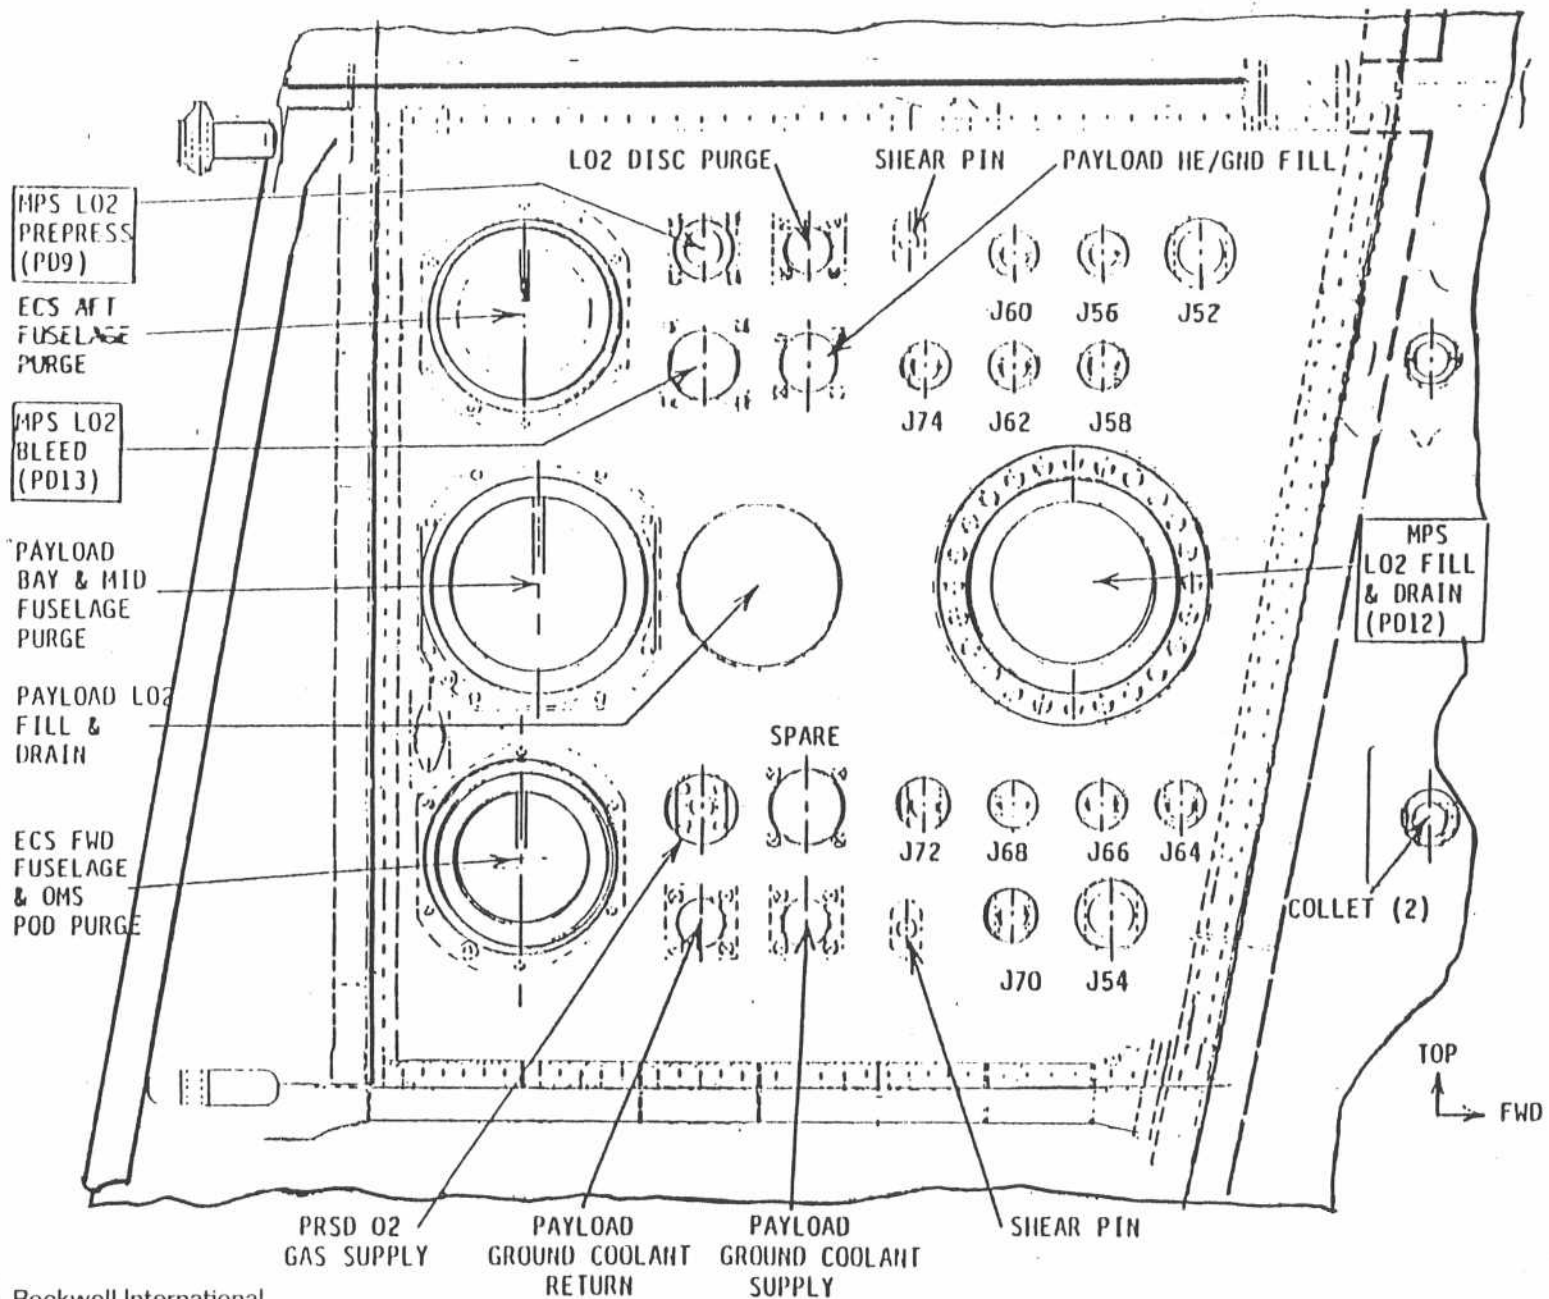 LO2 DISC PURGE
SHEAR PIN
PAYLOAD HE/GND FILL
MPS LO2
PREPRESS
(PD9)
ECS AFT
FUSELAGE
PURGE
J60
J56
J52
MPS LO2
BLEED
(PD13)
J74
J62
J58
PAYLOAD
BAY & MID
FUSELAGE
PURGE
MPS
LO2 FILL
& DRAIN
(PD12)
PAYLOAD LO2
FILL &
DRAIN
SPARE
ECS FWD
FUSELAGE
& OMS
POD PURGE
J72
J68
J66
J64
COLLET (2)
J70
J54
TOP
FWD
PRSD O2
GAS SUPPLY
PAYLOAD
GROUND COOLANT
RETURN
PAYLOAD
GROUND COOLANT
SUPPLY
SHEAR PIN
Rockwell International